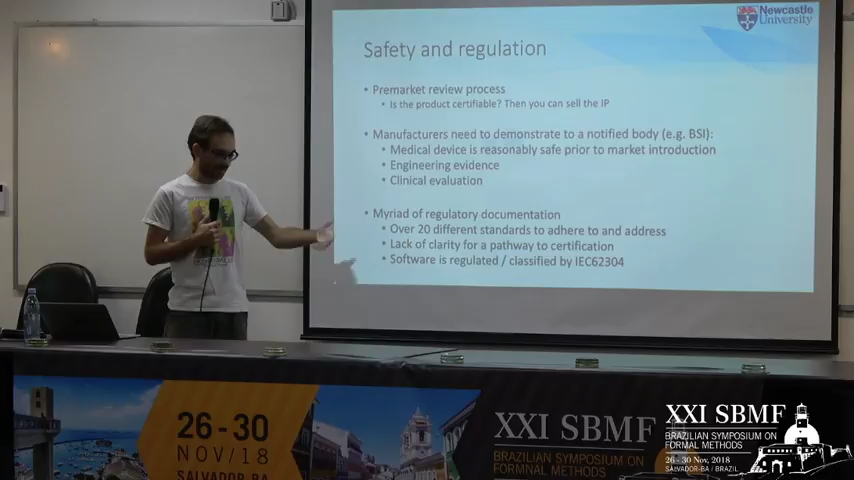 Newcastle
University
Safety and regulation
• Premarket review process
• Is the product certifiable? Then you can sell the IP
• Manufacturers need to demonstrate to a notified body (e.g. BSI):
• Medical device is reasonably safe prior to market introduction
• Engineering evidence
• Clinical evaluation
• Myriad of regulatory documentation
• Over 20 different standards to adhere to and address
• Lack of clarity for a pathway to certification
• Software is regulated / classified by IEC62304
26-30
NOV/18
SALVADOR-BA
XXI SBMF
BRAZILIAN SYMPOSIUM ON
FORMNAL METHODS
XXI SBMF
BRAZILIAN SYMPOSIUM ON
FORMAL METHODS
26 - 30 Nov, 2018
SALVADOR-BA / BRAZIL